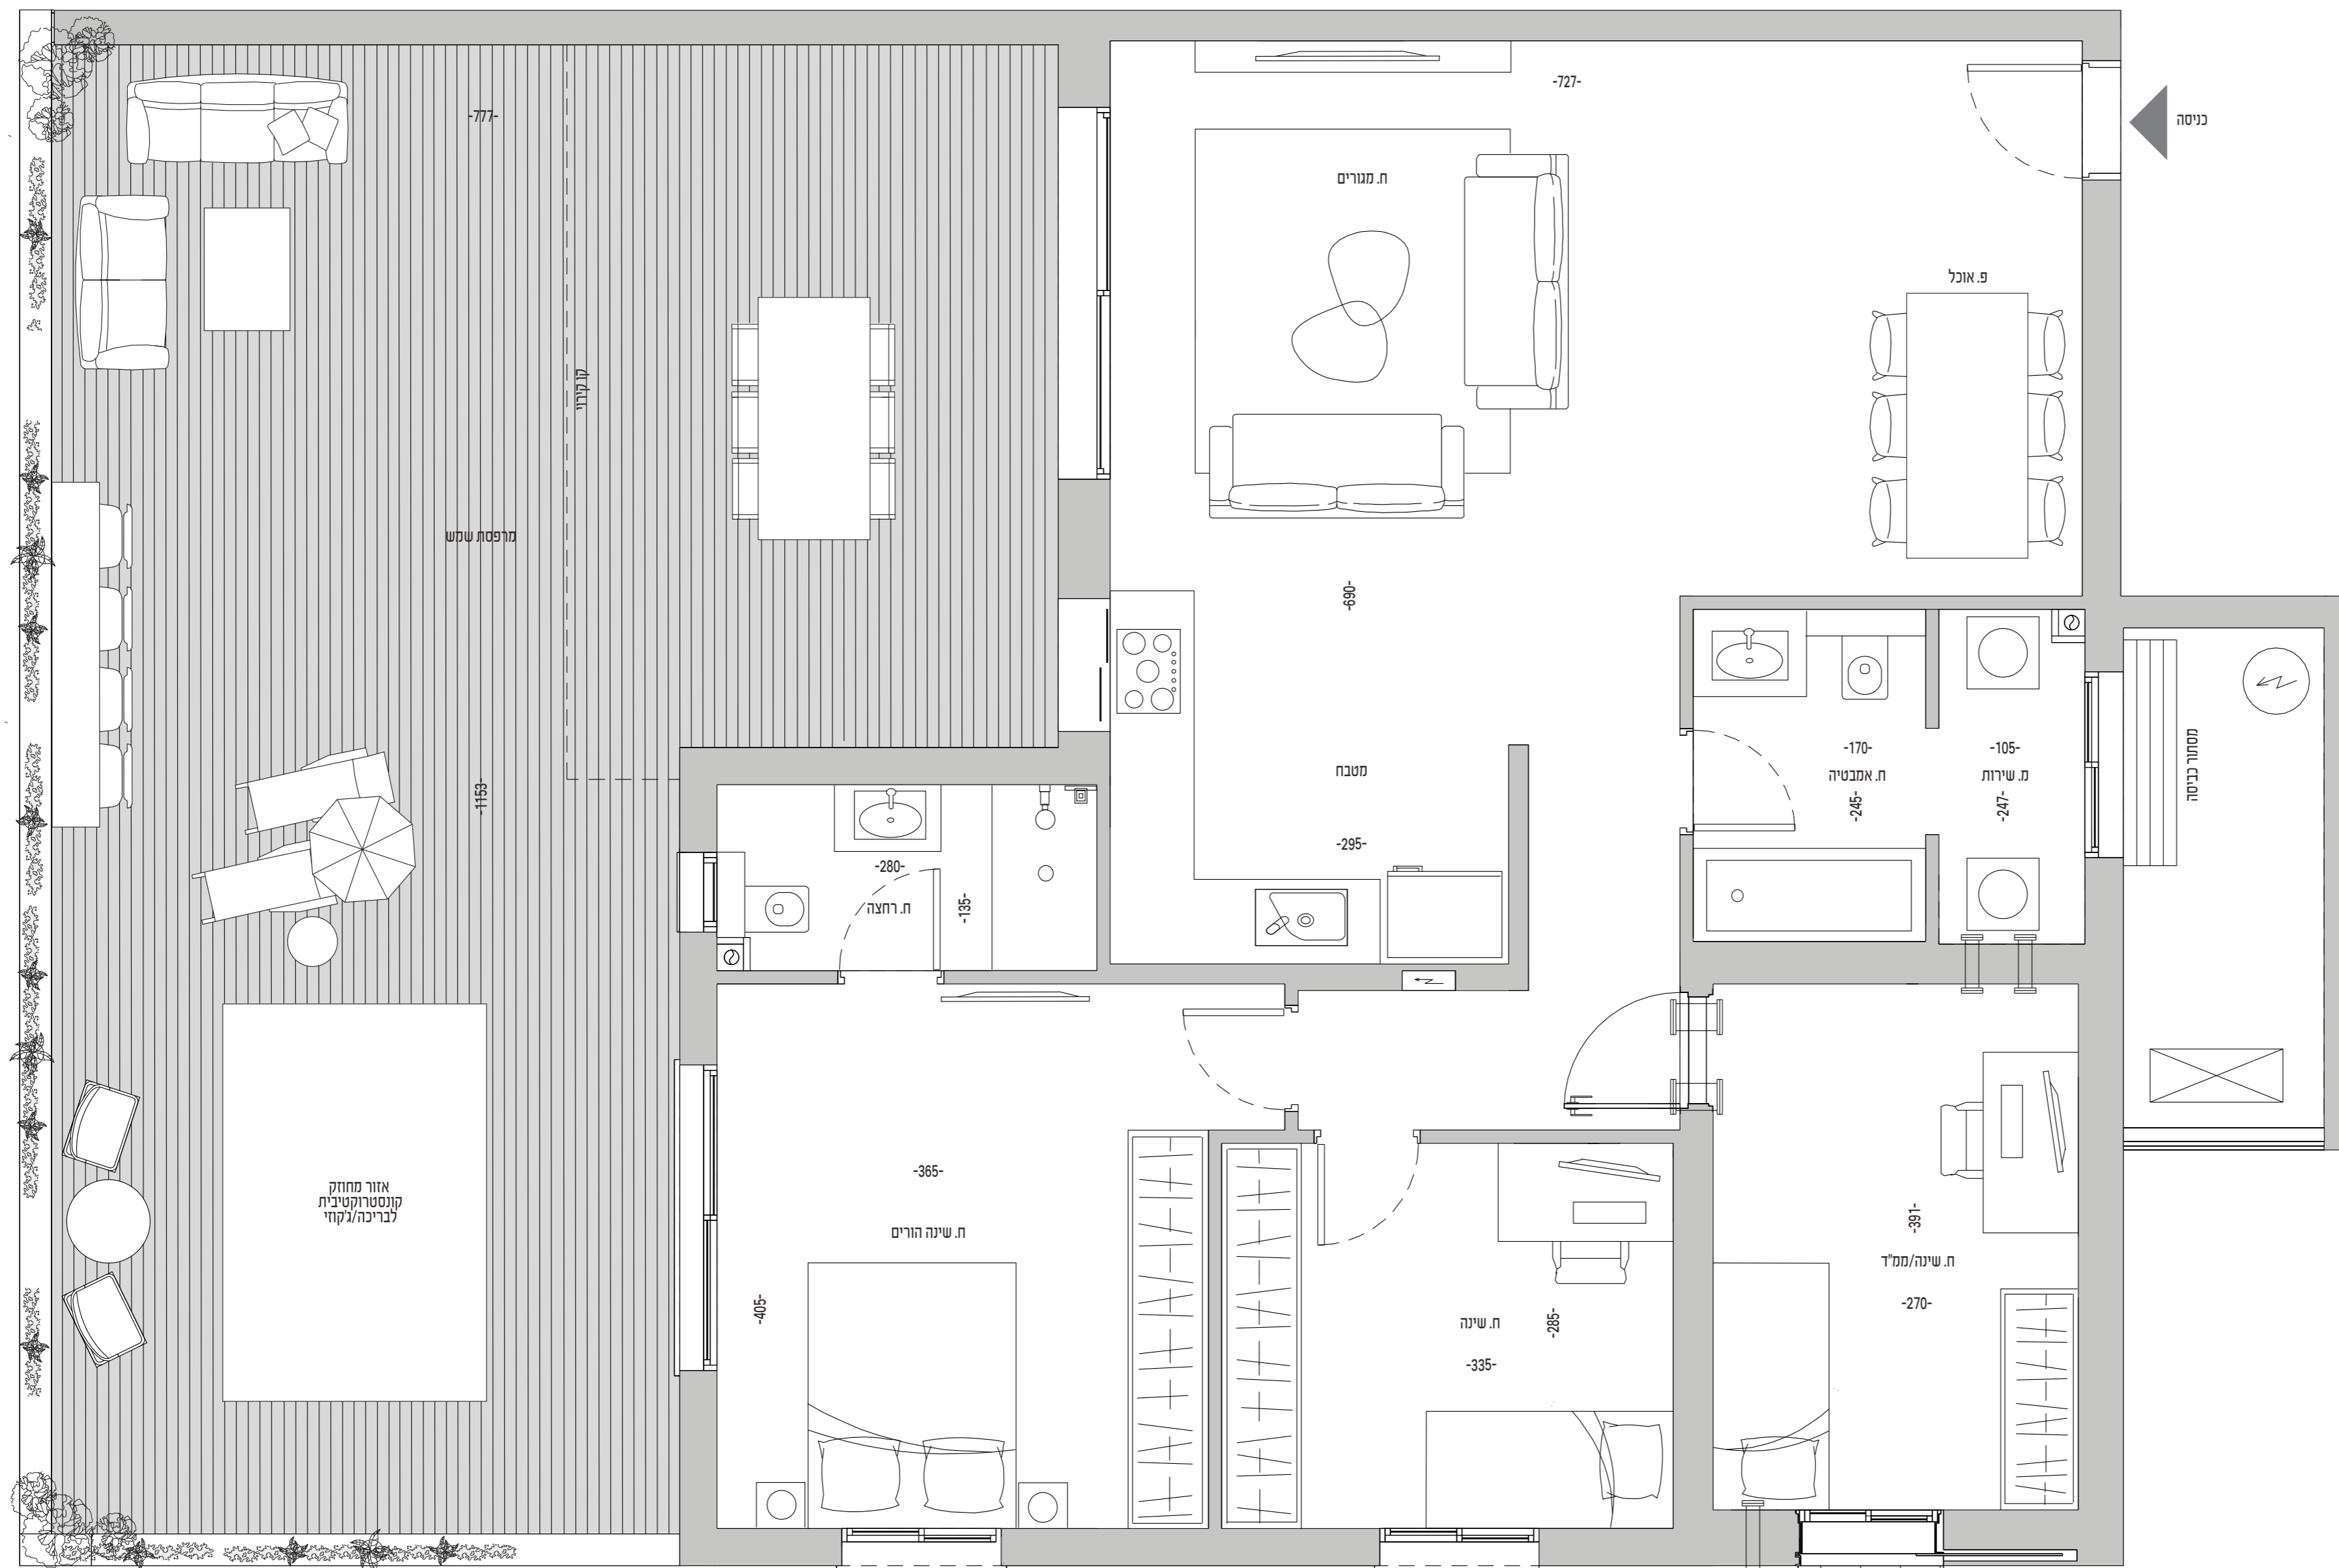 כניסה
-727-
-777-
ח. מגורים
פ. אוכל
קו קירוי
מרפסת שמש
-690-
-1153-
מטבח
-295-
-170-
ח. אמבטיה
-245-
-105-
מ. שירות
-247-
מסתור כביסה
-280-
ח. רחצה
-135-
-365-
ח. שינה הורים
-405-
אזור מחוזק
קונסטרוקטיבית
לבריכה/ג'קוזי
ח. שינה
-285-
-335-
-391-
ח. שינה/ממ"ד
-270-